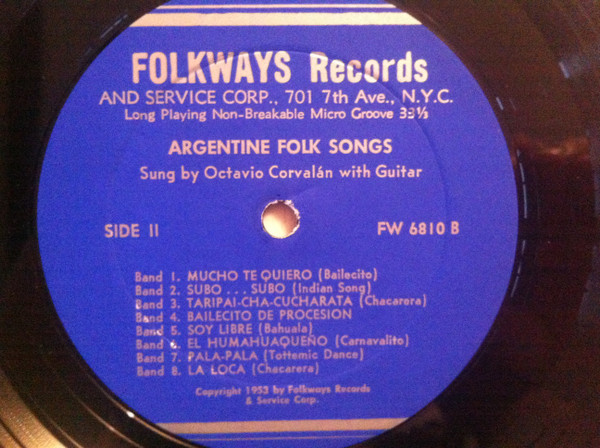 FOLKWAYS Records
AND SERVICE CORP., 701 7th Ave., N.Y.C.
Long Playing Non-Breakable Micro Groove 33⅓
ARGENTINE FOLK SONGS
Sung by Octavio Corvalán with Guitar
SIDE II FW 6810 B
Band 1. MUCHO TE QUIERO (Bailecito)
Band 2. SUBO . . . SUBO (Indian Song)
Band 3. TARIPAI-CHA-CUCHARATA (Chacarera)
Band 4. BAILECITO DE PROCESION
Band 5. SOY LIBRE (Bahuala)
Band 6. EL HUMAHUAQUEÑO (Carnavalito)
Band 7. PALA-PALA (Tottemic Dance)
Band 8. LA LOCA (Chacarera)
Copyright 1953 by Folkways Records
& Service Corp.